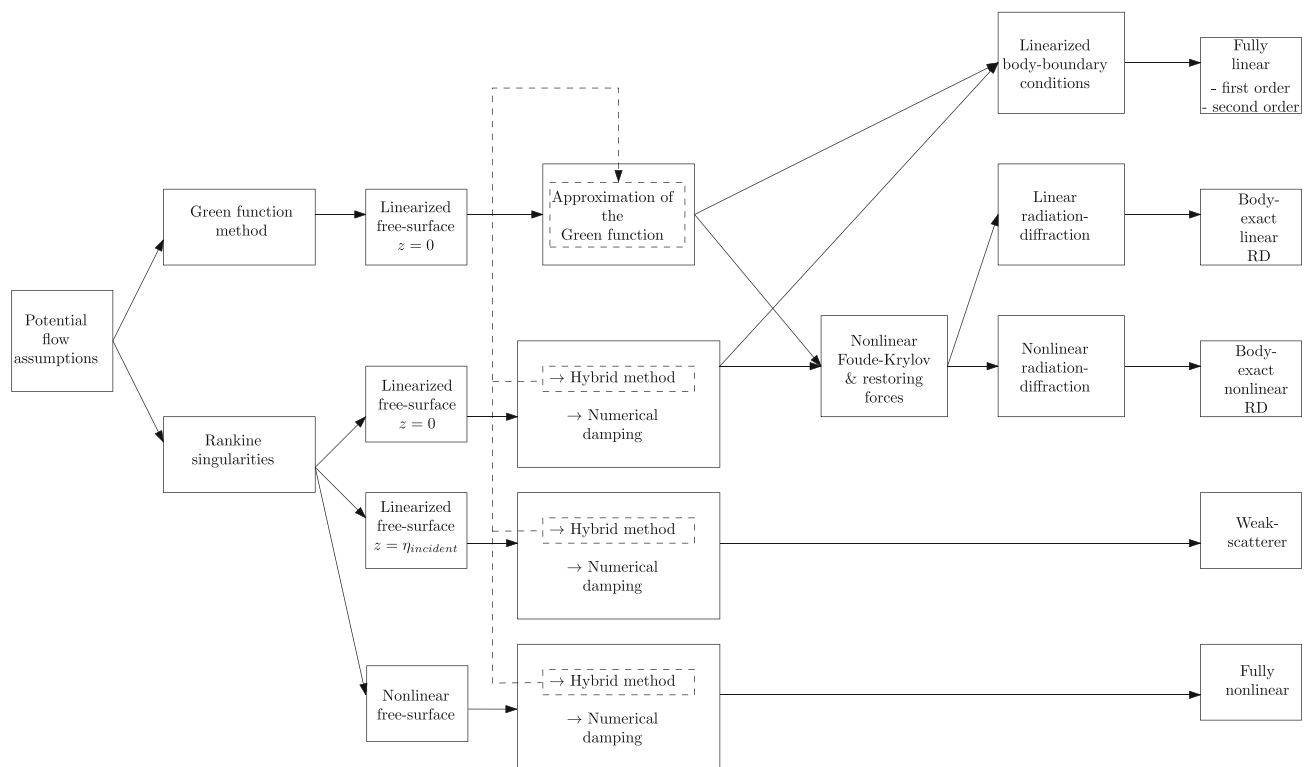 Potential
flow
assumptions
Green function
method
Rankine
singularities
Linearized
free-surface
z = 0
Linearized
free-surface
z = 0
Linearized
free-surface
z = η_incident
Nonlinear
free-surface
Approximation of
the
Green function
→ Hybrid method
→ Numerical
damping
→ Hybrid method
→ Numerical
damping
→ Hybrid method
→ Numerical
damping
Nonlinear
Foude-Krylov
& restoring
forces
Linearized
body-boundary
conditions
Linear
radiation-
diffraction
Nonlinear
radiation-
diffraction
Fully
linear
- first order
- second order
Body-
exact
linear
RD
Body-
exact
nonlinear
RD
Weak-
scatterer
Fully
nonlinear